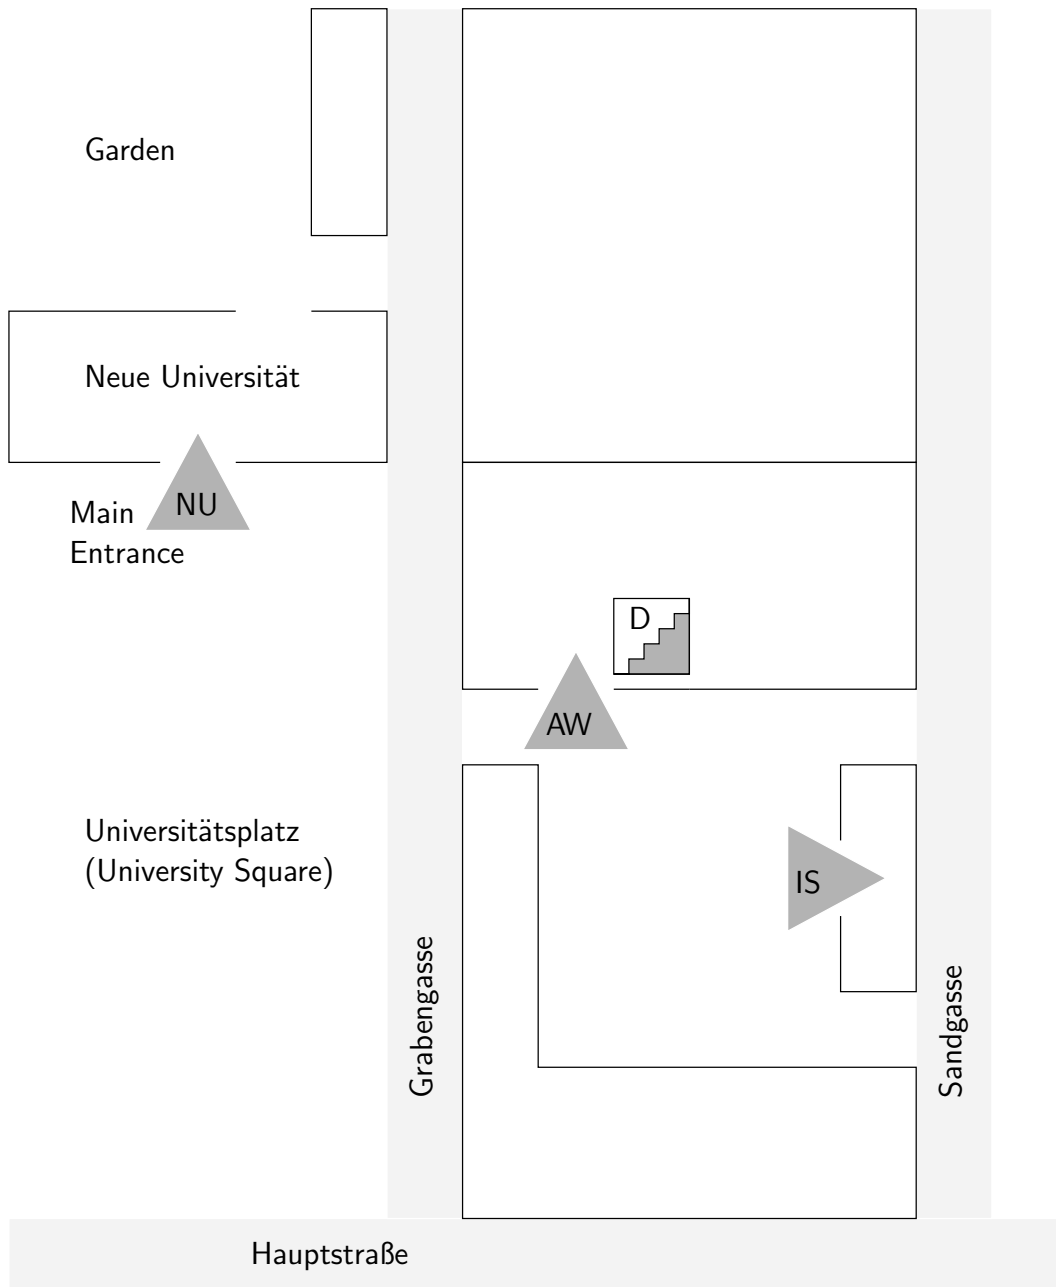 Garden
Neue Universität
NU
Main
Entrance
D
AW
Universitätsplatz
(University Square)
IS
Grabengasse
Sandgasse
Hauptstraße